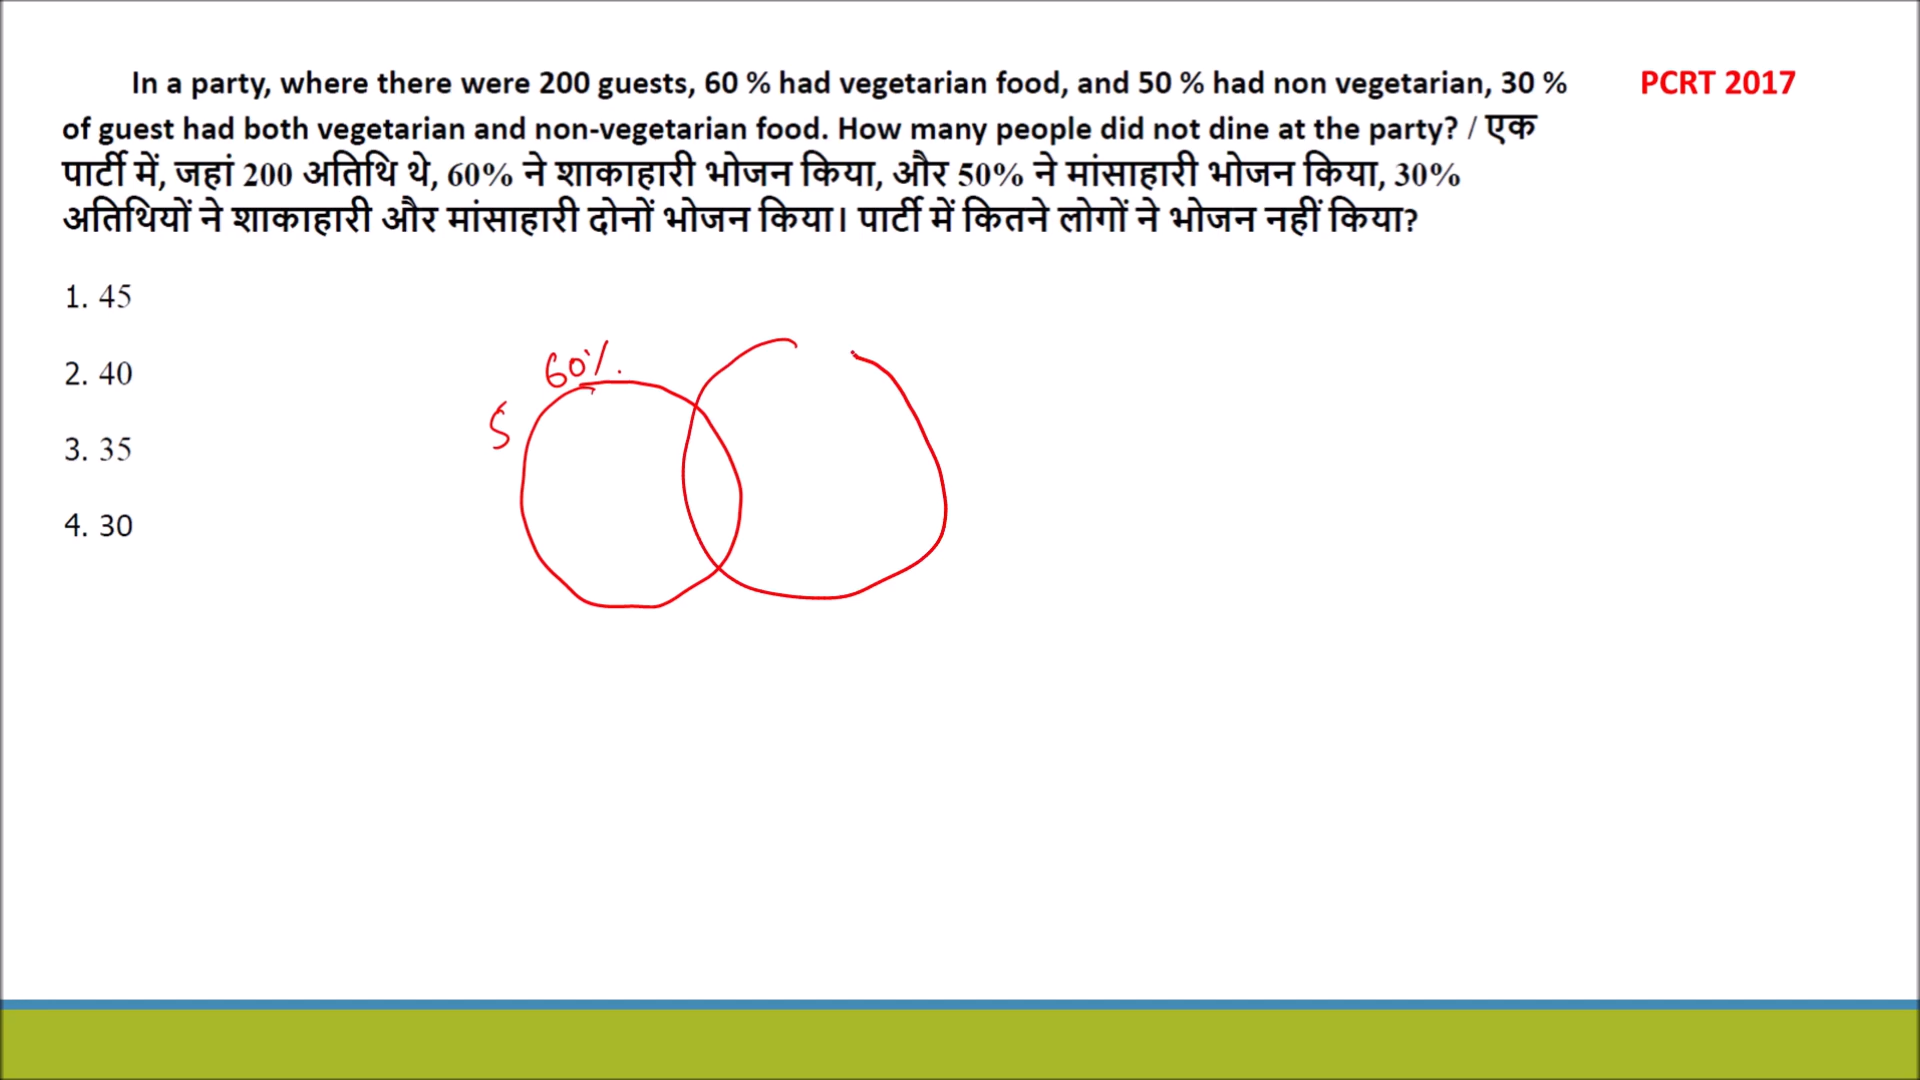 In a party, where there were 200 guests, 60 % had vegetarian food, and 50 % had non vegetarian, 30 % PCRT 2017
of guest had both vegetarian and non-vegetarian food. How many people did not dine at the party? / एक
पार्टी में, जहां 200 अतिथि थे, 60% ने शाकाहारी भोजन किया, और 50% ने मांसाहारी भोजन किया, 30%
अतिथियों ने शाकाहारी और मांसाहारी दोनों भोजन किया। पार्टी में कितने लोगों ने भोजन नहीं किया?
1. 45
2. 40
3. 35
4. 30
60%.
S